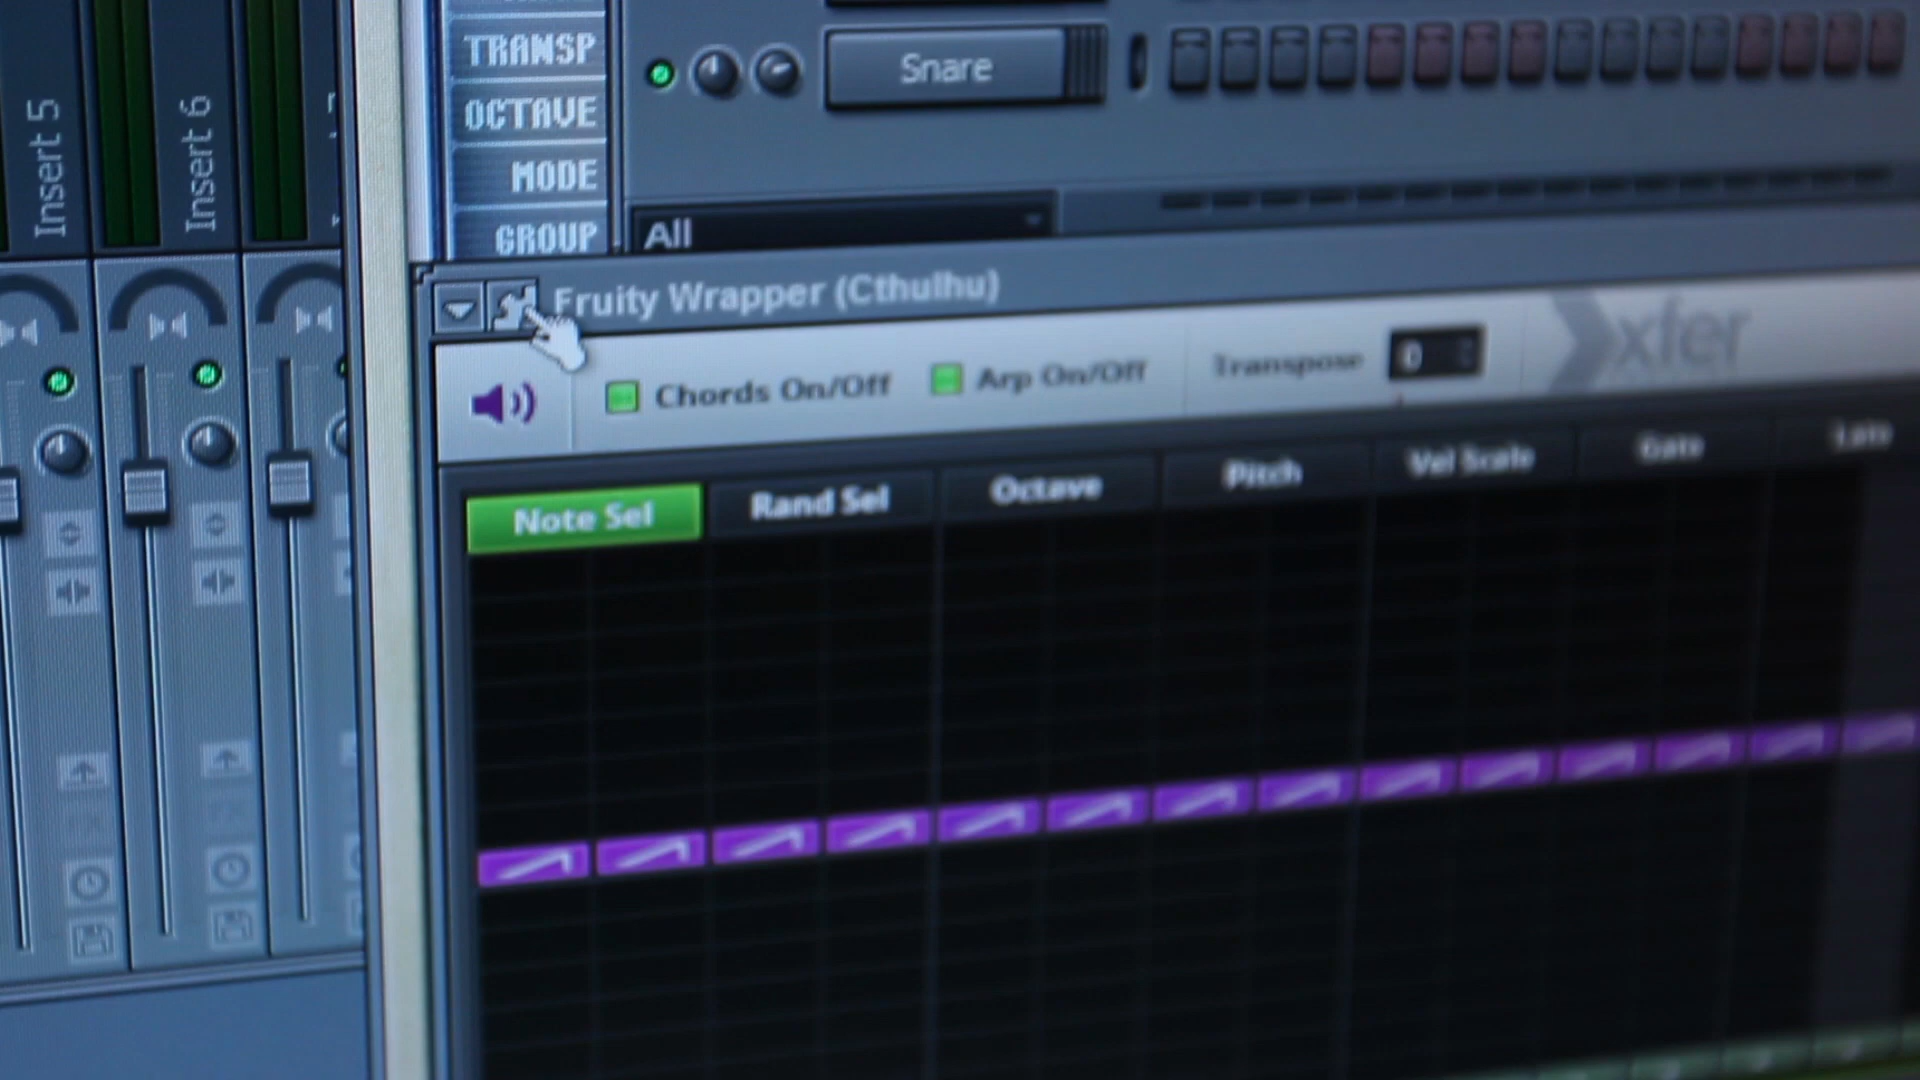 TRANSP
OCTAVE
MODE
GROUP
Snare
All
Insert 5
Insert 6
Fruity Wrapper (Cthulhu)
Chords On/Off
Arp On/Off
Transpose
0
xfer
Note Sel
Rand Sel
Octave
Pitch
Vel Scale
Gate
Late